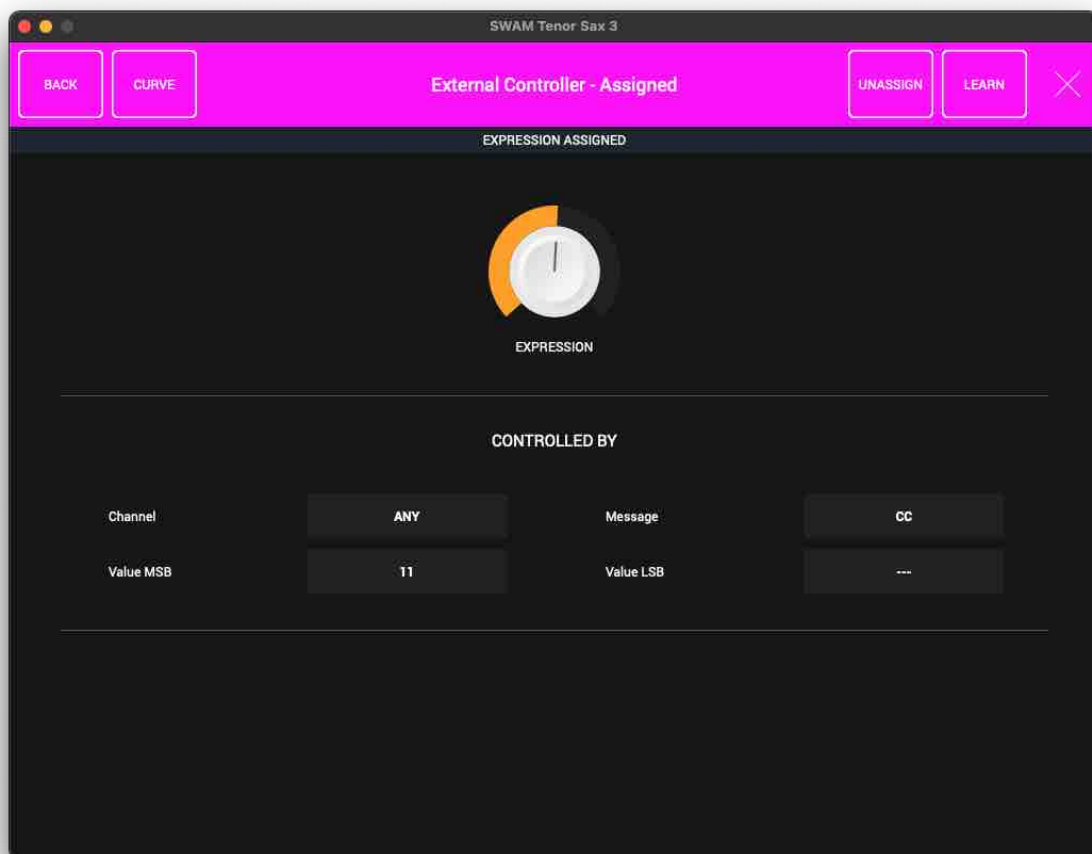 SWAM Tenor Sax 3
BACK CURVE External Controller - Assigned UNASSIGN LEARN
EXPRESSION ASSIGNED
EXPRESSION
CONTROLLED BY
Channel ANY Message CC
Value MSB 11 Value LSB ---